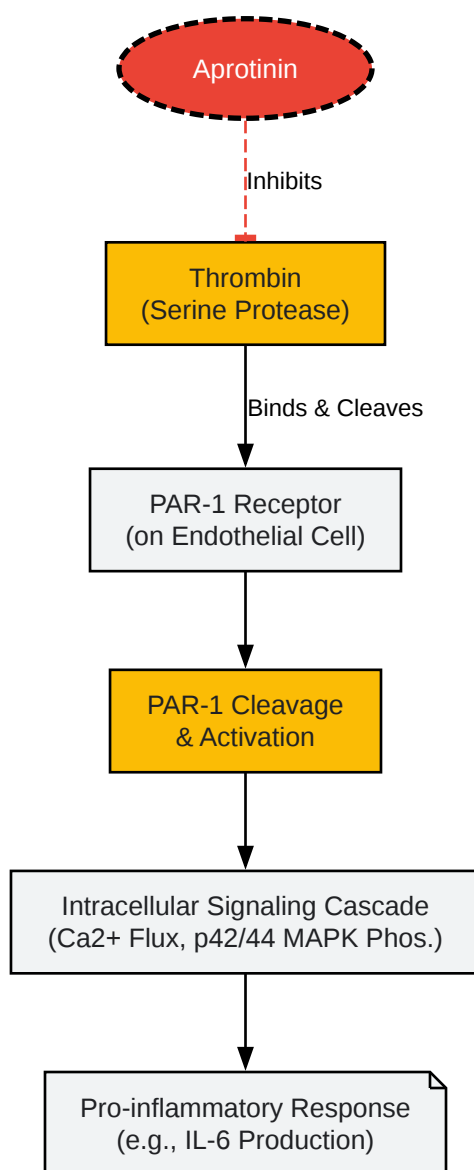 Aprotinin
Inhibits
Thrombin
(Serine Protease)
Binds & Cleaves
PAR-1 Receptor
(on Endothelial Cell)
PAR-1 Cleavage
& Activation
Intracellular Signaling Cascade
(Ca2+ Flux, p42/44 MAPK Phos.)
Pro-inflammatory Response
(e.g., IL-6 Production)